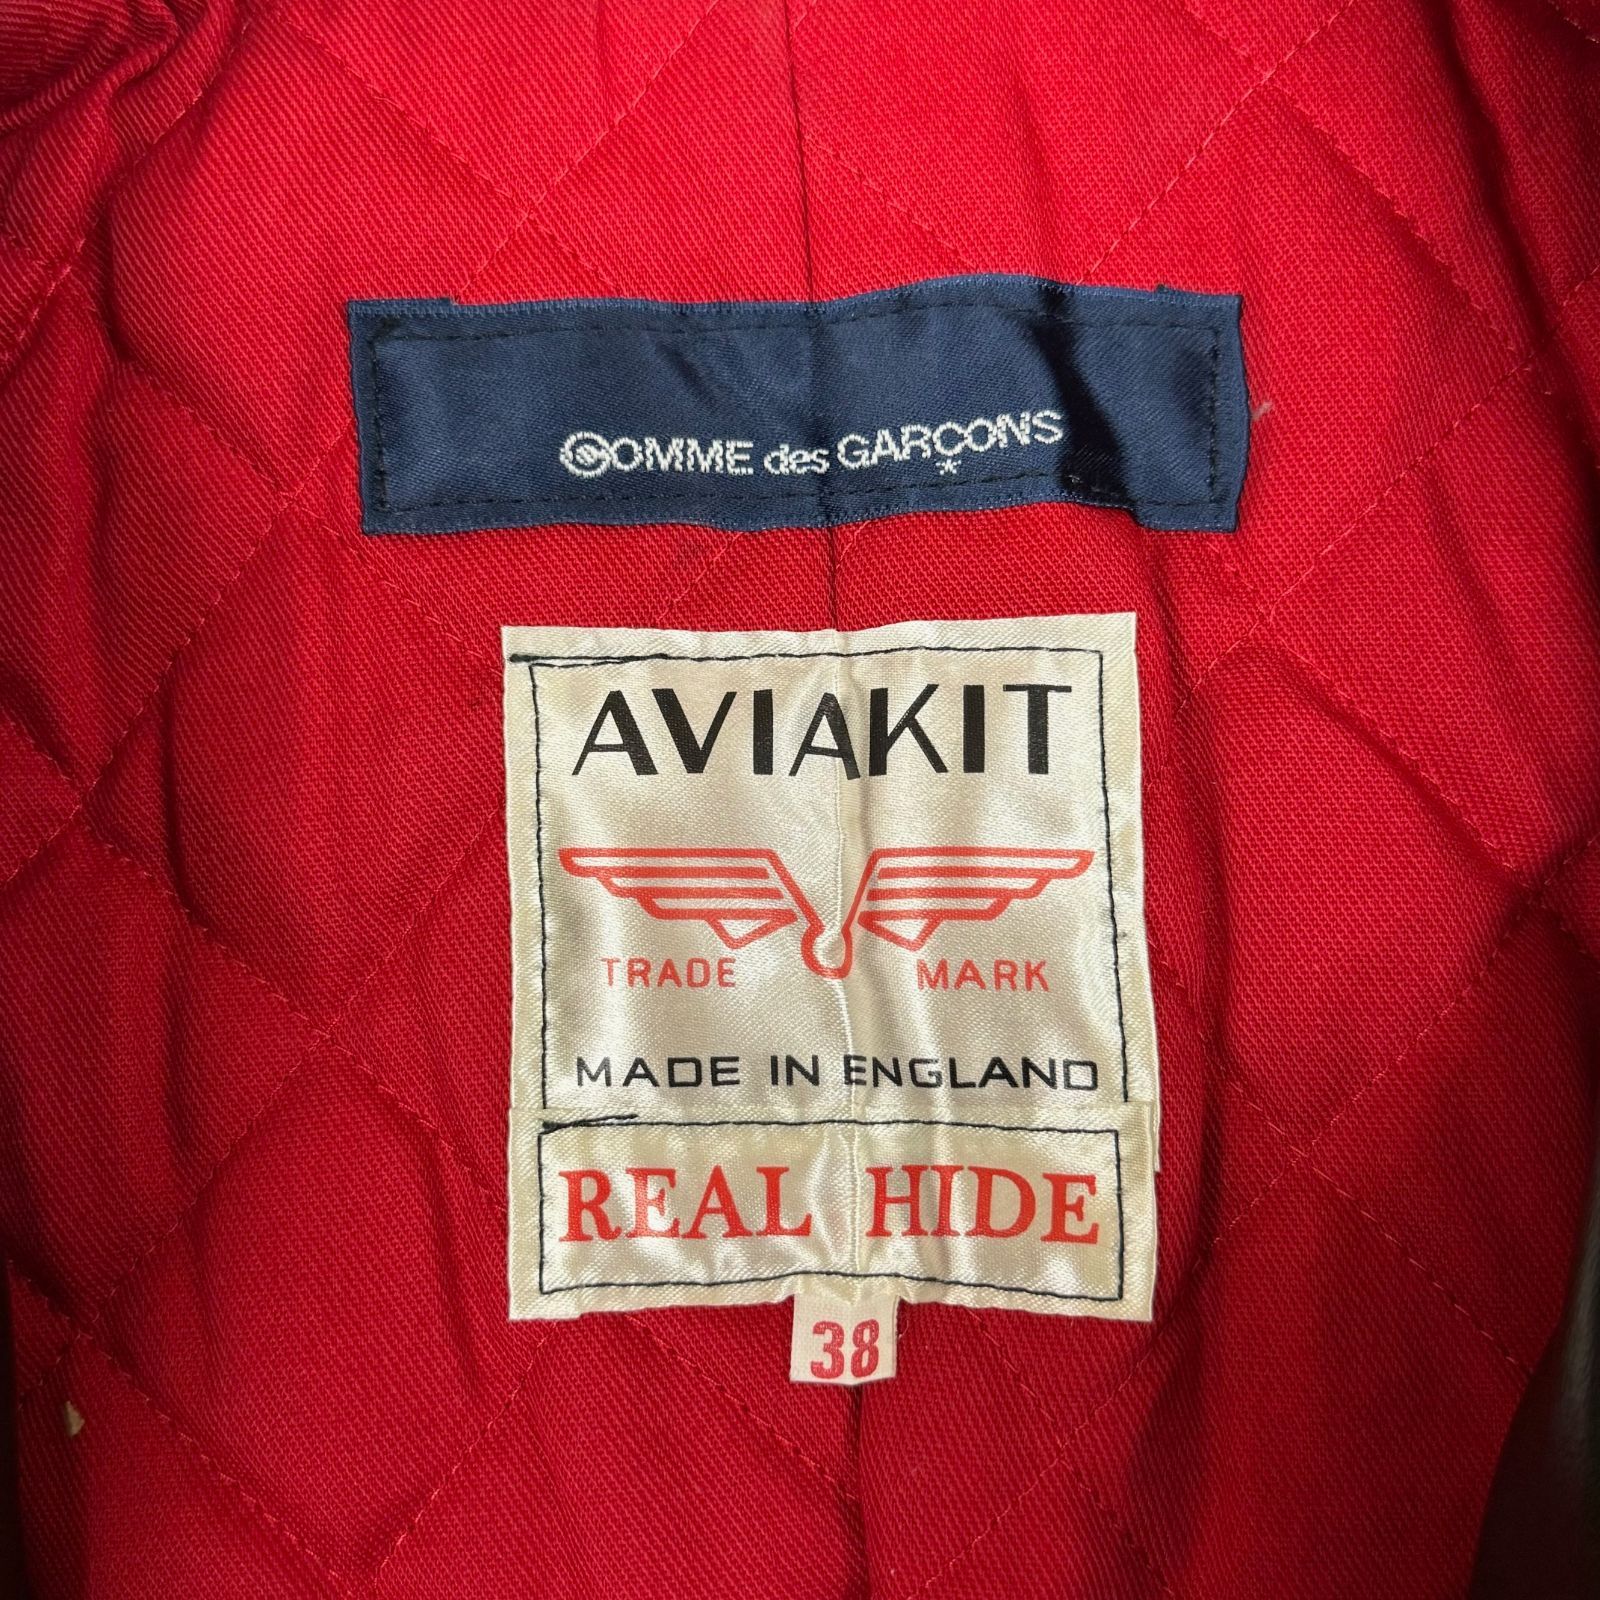 COMME des GARÇONS
*
AVIAKIT
TRADE MARK
MADE IN ENGLAND
REAL HIDE
38